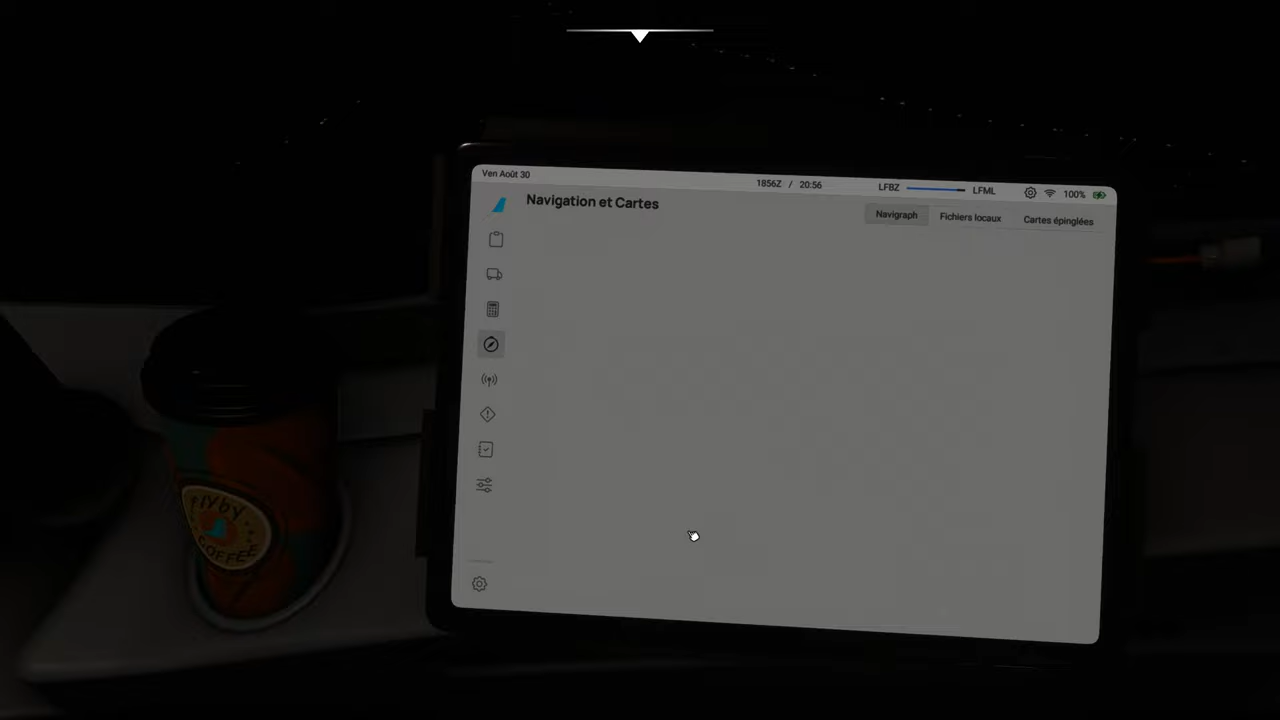 Ven Août 30
1856Z / 20:56
LFBZ
LFML
100%
Navigation et Cartes
Navigraph
Fichiers locaux
Cartes épinglées
FlyBy
COFFEE